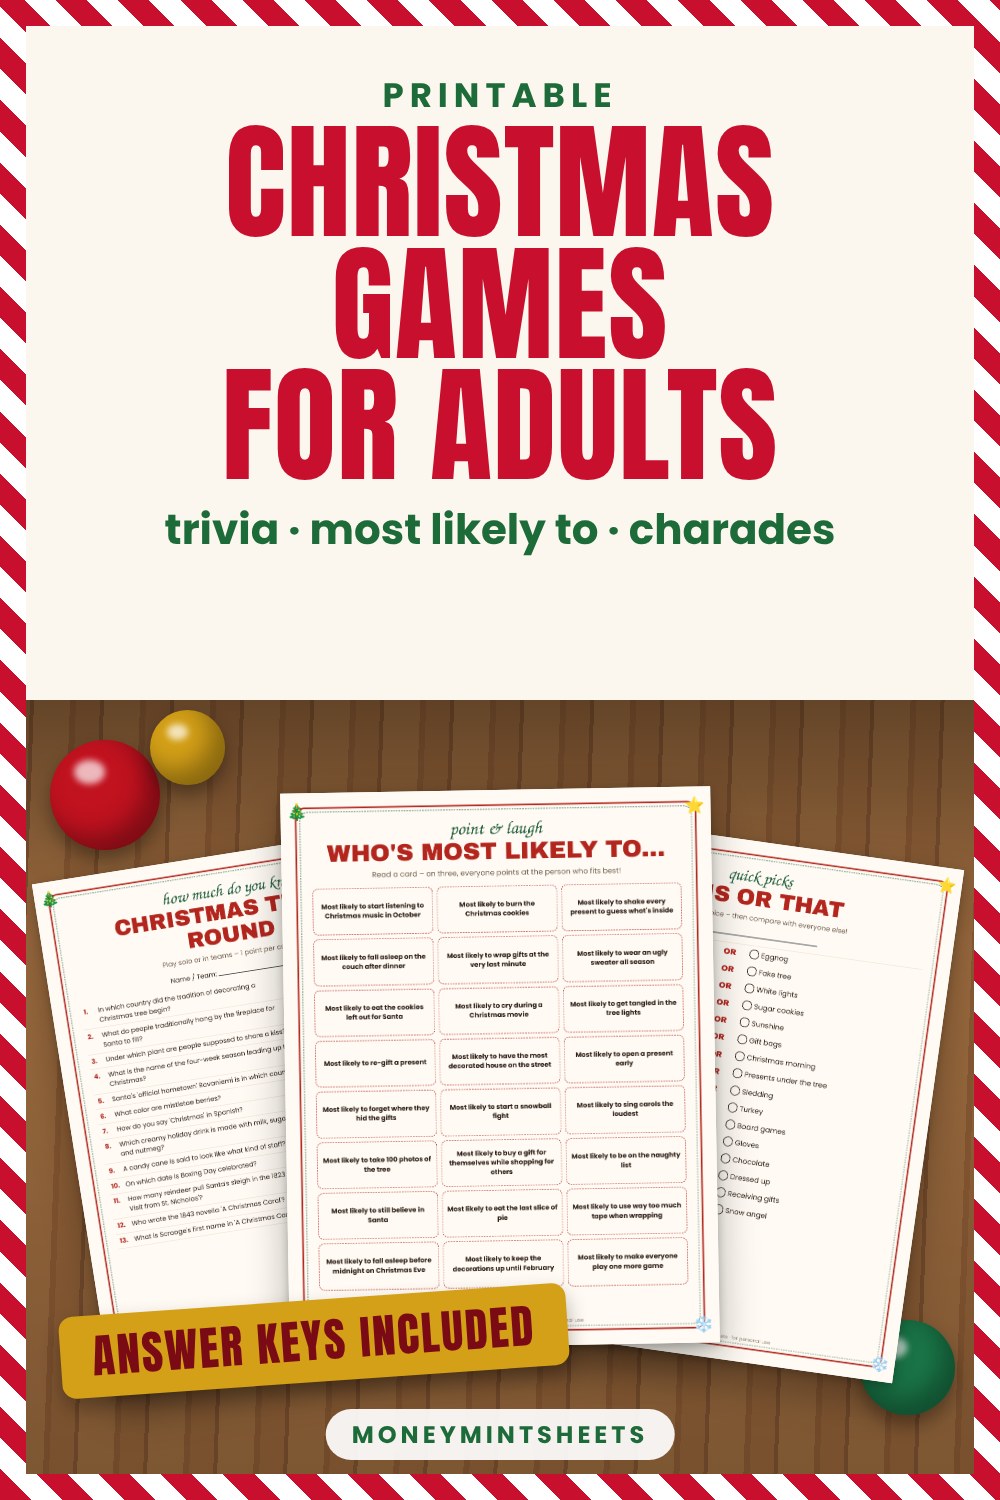 PRINTABLE
CHRISTMAS
GAMES
FOR ADULTS
trivia · most likely to · charades
how much do you
CHRISTMAS
ROUND
Play solo or in teams – 1 point per
Name / Team:
1. In which country did the tradition of decorating a
Christmas tree begin?
2. What do people traditionally hang by the fireplace for
Santa to fill?
3. Under which plant are people supposed to share a kiss?
4. What is the name of the four-week season leading up
Christmas?
5. Santa's 'official hometown' Rovaniemi is in which
6. What color are mistletoe berries?
7. How do you say 'Christmas' in Spanish?
8. Which creamy holiday drink is made with milk,
and nutmeg?
9. A candy cane is said to look like what kind of staff?
10. On which date is Boxing Day celebrated?
11. How many reindeer pull Santa's sleigh in the 1823
Visit from St. Nicholas'?
12. Who wrote the 1843 novella 'A Christmas Carol'?
13. What is Scrooge's first name in 'A Christmas
point & laugh
WHO'S MOST LIKELY TO...
Read a card – on three, everyone points at the person who fits best!
Most likely to start listening to
Christmas music in October
Most likely to burn the
Christmas cookies
Most likely to shake every
present to guess what's inside
Most likely to fall asleep on the
couch after dinner
Most likely to wrap gifts at the
very last minute
Most likely to wear an ugly
sweater all season
Most likely to eat the cookies
left out for Santa
Most likely to cry during a
Christmas movie
Most likely to get tangled in the
tree lights
Most likely to re-gift a present
Most likely to have the most
decorated house on the street
Most likely to open a present
early
Most likely to forget where they
hid the gifts
Most likely to start a snowball
fight
Most likely to sing carols the
loudest
Most likely to take 100 photos of
the tree
Most likely to buy a gift for
themselves while shopping for
others
Most likely to be on the naughty
list
Most likely to still believe in
Santa
Most likely to eat the last slice of
pie
Most likely to use way too much
tape when wrapping
Most likely to fall asleep before
midnight on Christmas Eve
Most likely to keep the
decorations up until February
Most likely to make everyone
play one more game
quick picks
OR THAT
– then compare with everyone else!
OR Eggnog
OR Fake tree
OR White lights
OR Sugar cookies
OR Sunshine
OR Gift bags
OR Christmas morning
Presents under the tree
Sledding
Turkey
Board games
Gloves
Chocolate
Dressed up
Receiving gifts
Snow angel
for personal use
ANSWER KEYS INCLUDED
MONEYMINTSHEETS